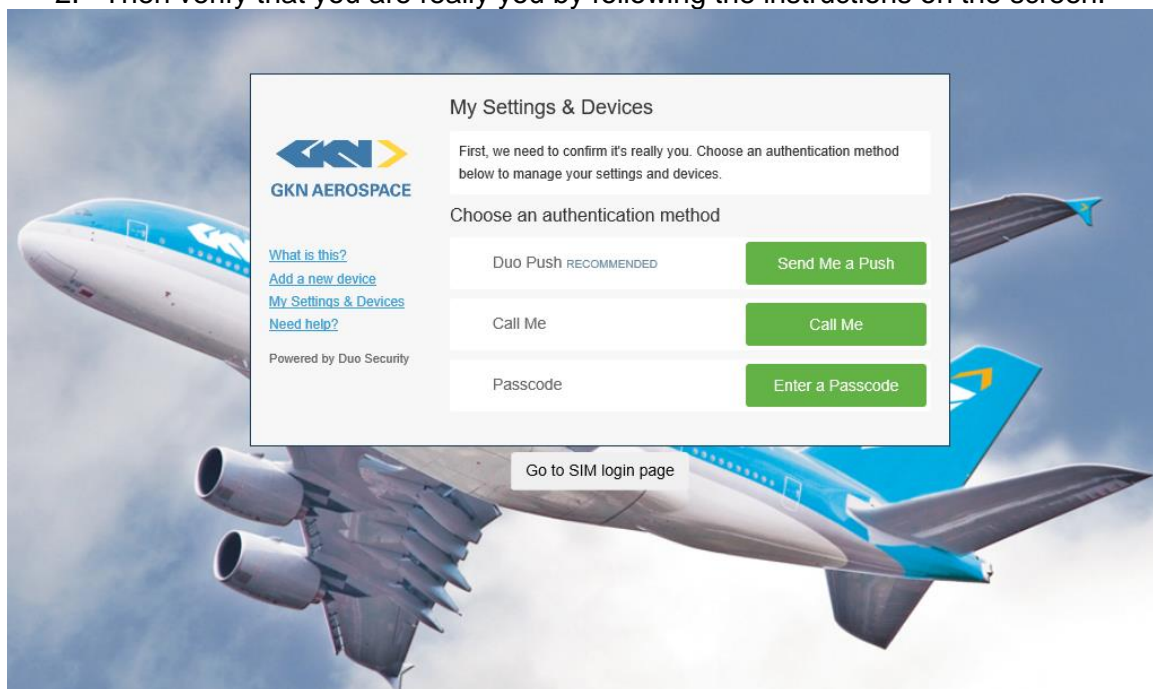 2. Then verify that you are really you by following the instructions on the screen.
My Settings & Devices
First, we need to confirm it's really you. Choose an authentication method
below to manage your settings and devices.
GKN
GKN AEROSPACE
Choose an authentication method
What is this?
Add a new device
My Settings & Devices
Need help?
Powered by Duo Security
Duo Push RECOMMENDED
Send Me a Push
Call Me
Call Me
Passcode
Enter a Passcode
Go to SIM login page